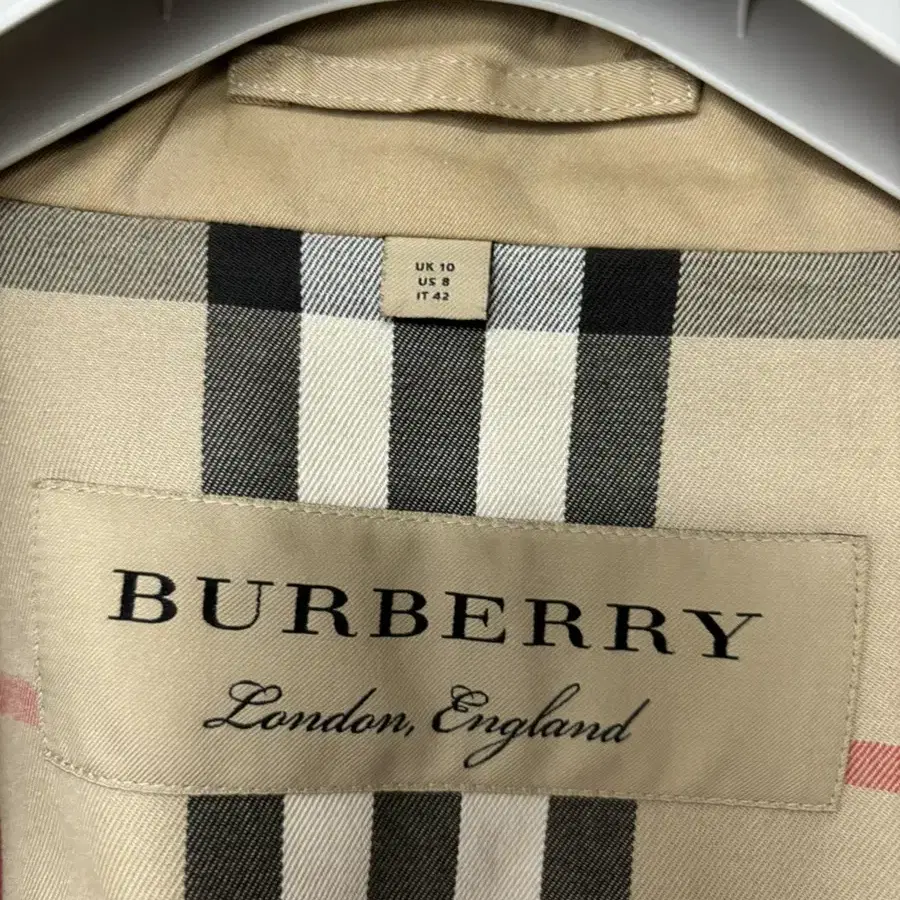 UK 10
US 8
IT 42
BURBERRY
London, England